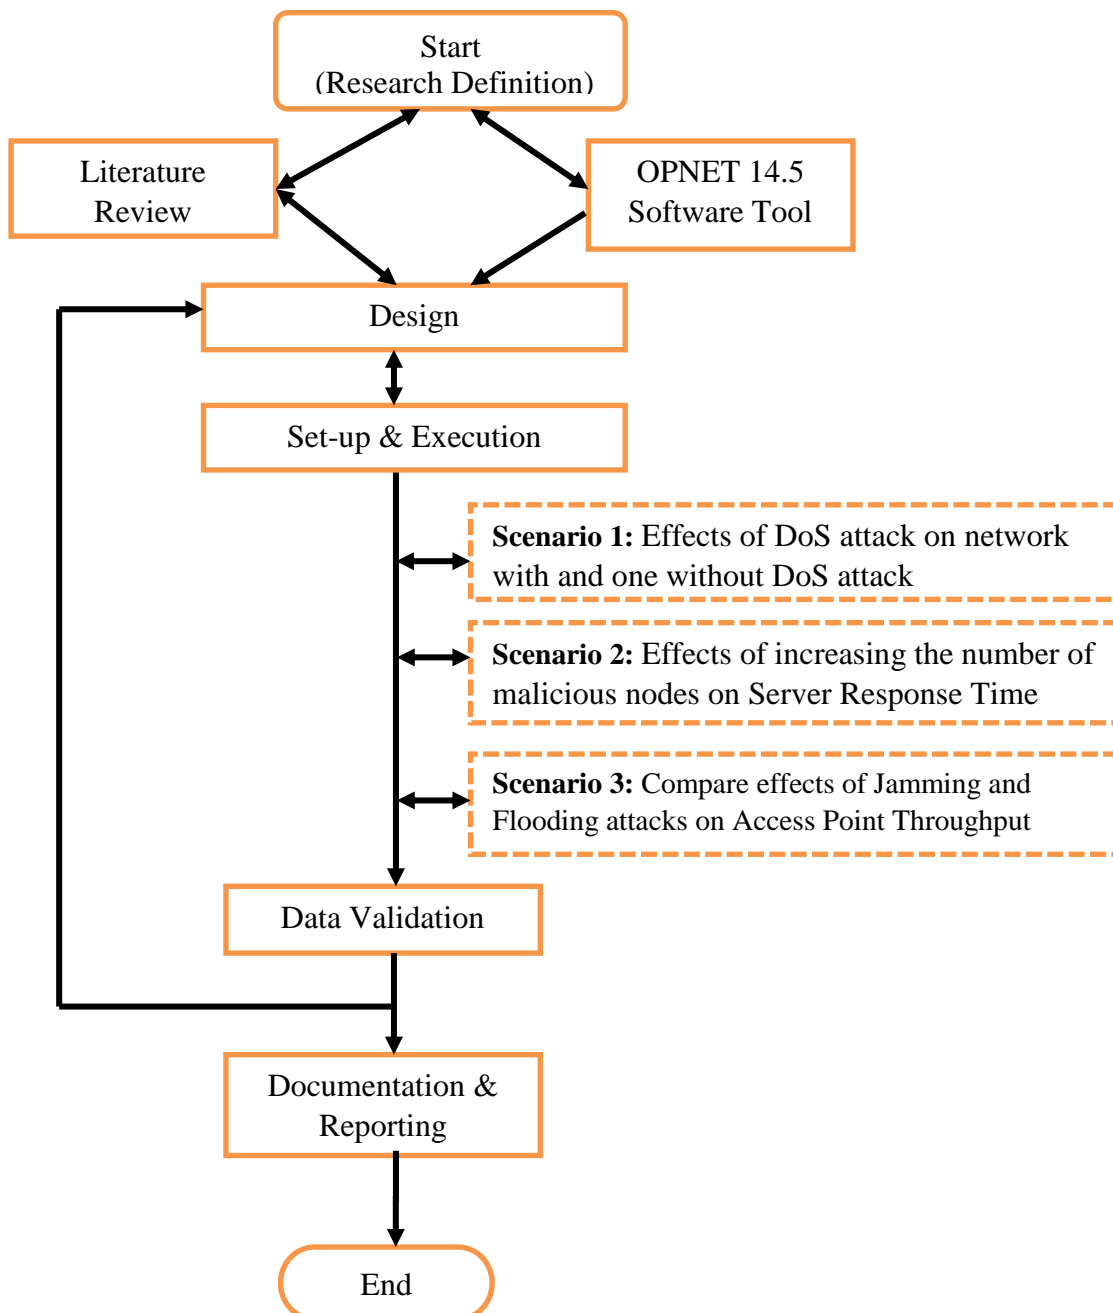 Start
(Research Definition)
Literature
Review
OPNET 14.5
Software Tool
Design
Set-up & Execution
Scenario 1: Effects of DoS attack on network
with and one without DoS attack
Scenario 2: Effects of increasing the number of
malicious nodes on Server Response Time
Scenario 3: Compare effects of Jamming and
Flooding attacks on Access Point Throughput
Data Validation
Documentation &
Reporting
End